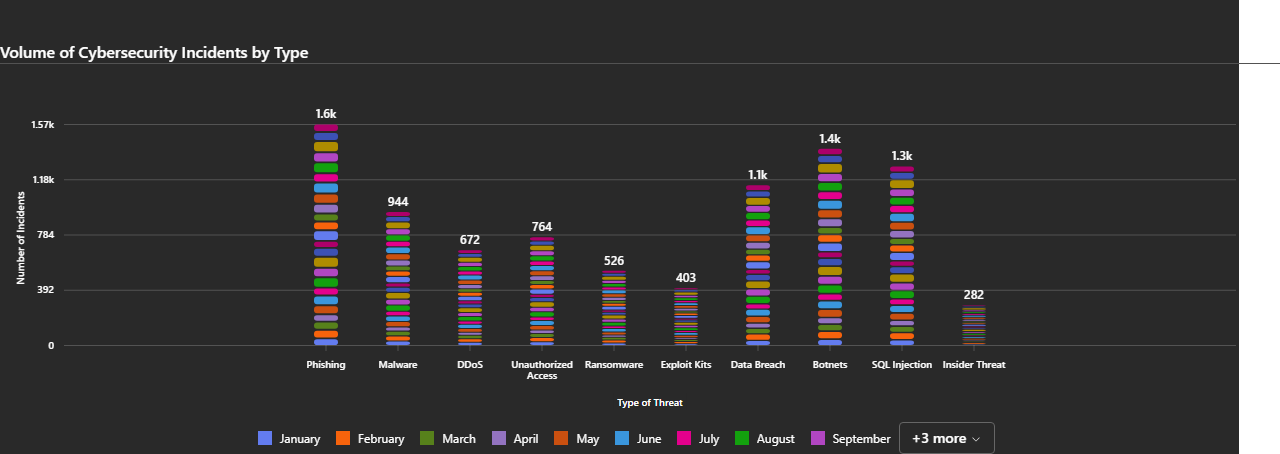 Volume of Cybersecurity Incidents by Type
1.6k
1.57k
1.4k
1.3k
1.18k
1.1k
944
784
764
672
526
403
392
282
0
Number of Incidents
Phishing
Malware
DDoS
Unauthorized
Access
Ransomware
Exploit Kits
Data Breach
Botnets
SQL Injection
Insider Threat
Type of Threat
January
February
March
April
May
June
July
August
September
+3 more